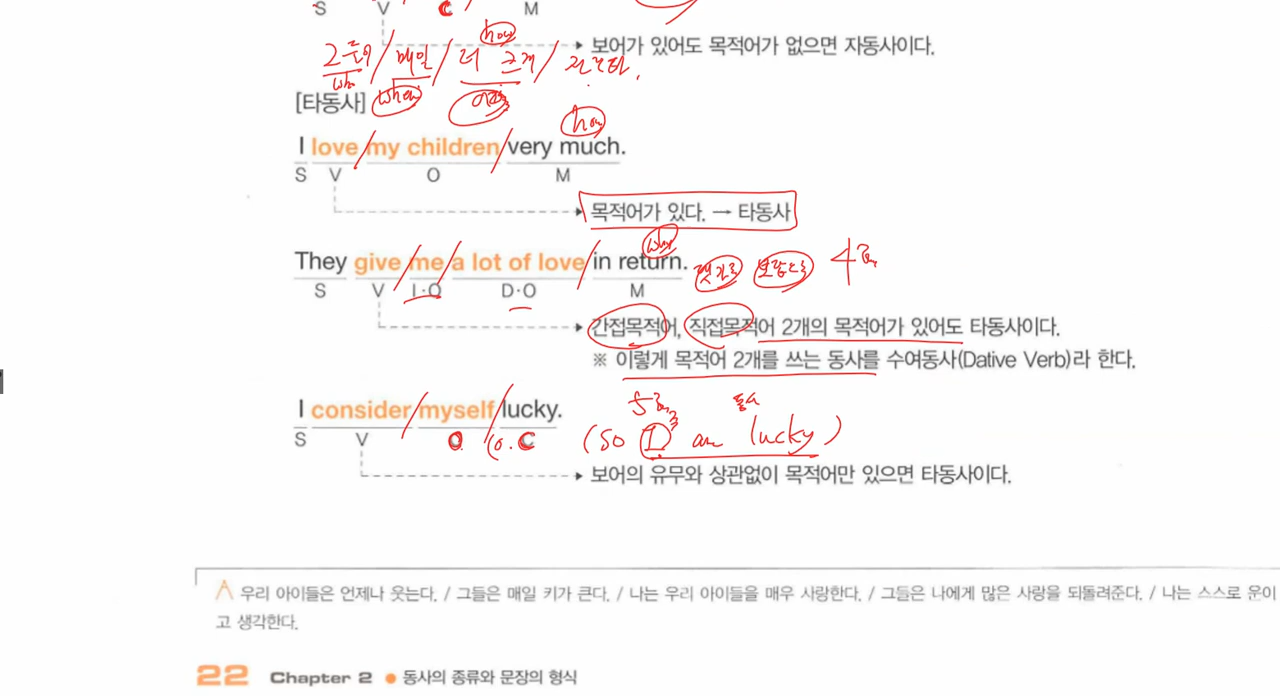 S V C M
how
2 / 매일 / 더 크게 /
보어가 있어도 목적어가 없으면 자동사이다.
when
[타동사]
how
I love / my children / very much.
S V O M
목적어가 있다. → 타동사
They give / me / a lot of love / in return.
S V I·O D·O M
간접목적어, 직접목적어 2개의 목적어가 있어도 타동사이다.
※ 이렇게 목적어 2개를 쓰는 동사를 수여동사(Dative Verb)라 한다.
I consider / myself / lucky.
S V O O.C (So I am lucky)
보어의 유무와 상관없이 목적어만 있으면 타동사이다.
A 우리 아이들은 언제나 웃는다. / 그들은 매일 키가 큰다. / 나는 우리 아이들을 매우 사랑한다. / 그들은 나에게 많은 사랑을 되돌려준다. / 나는 스스로 운이
고 생각한다.
22 Chapter 2 ● 동사의 종류와 문장의 형식